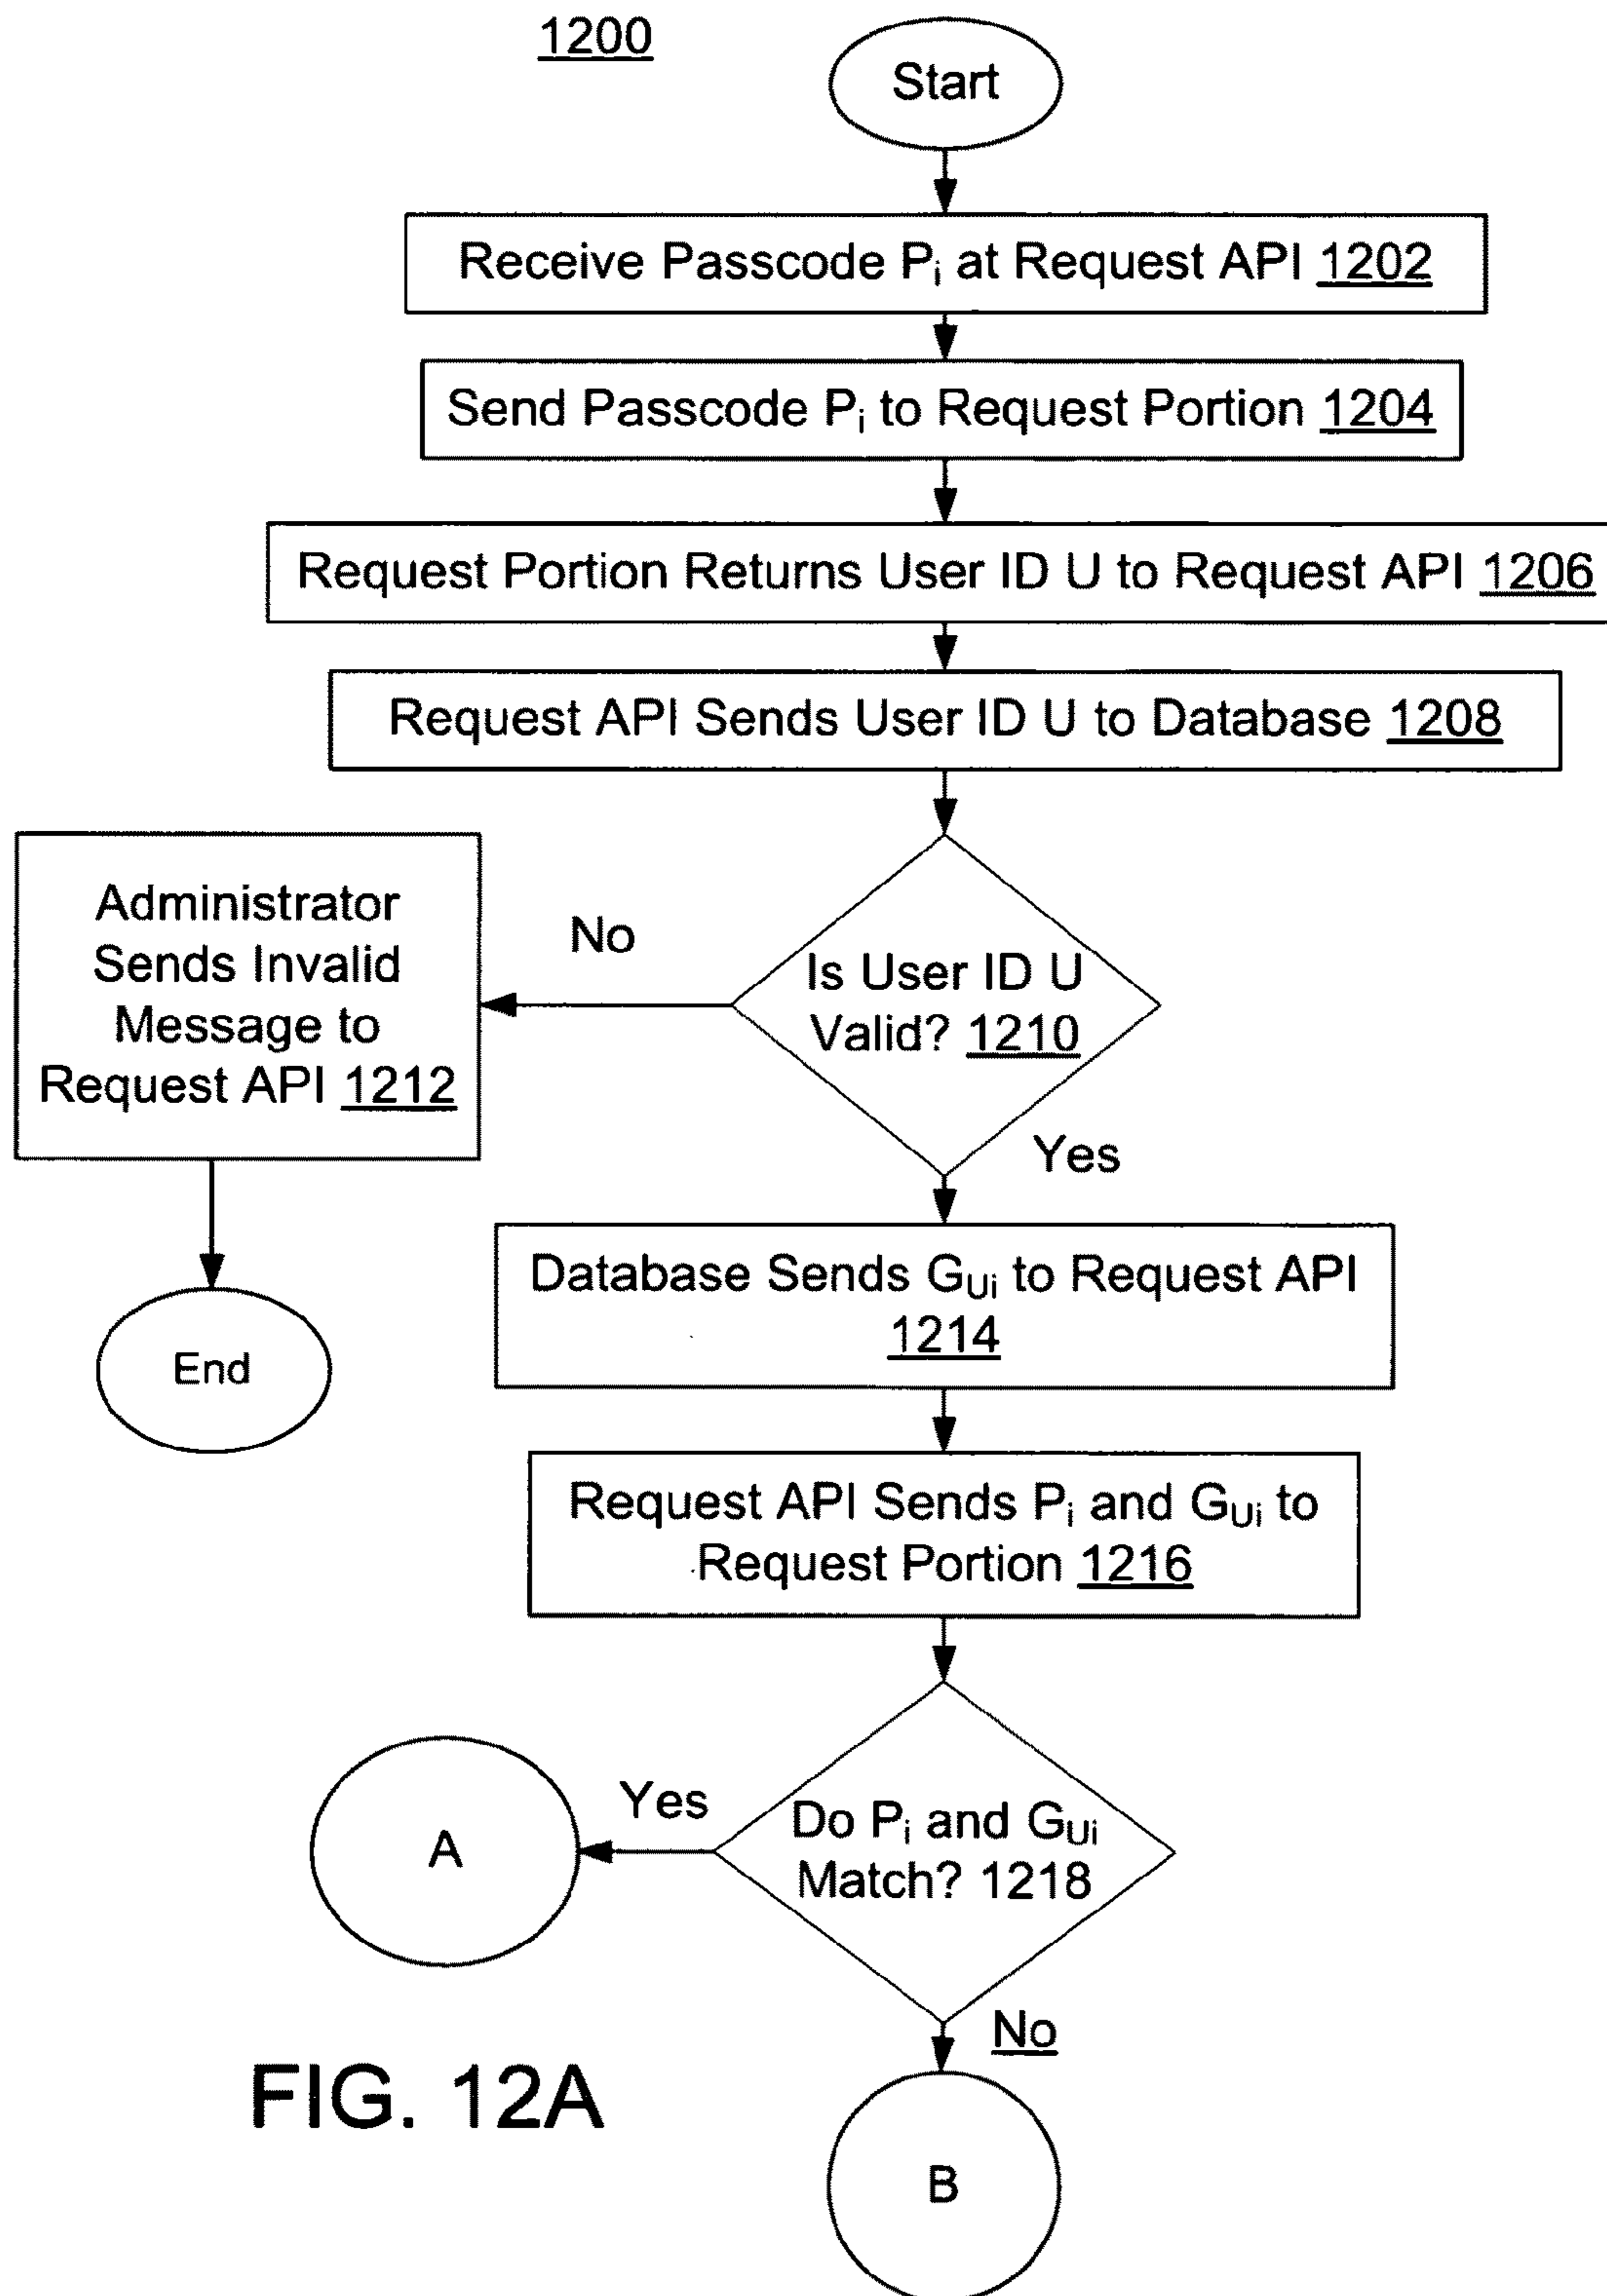 1200
Start
Receive Passcode Pi at Request API 1202
Send Passcode Pi to Request Portion 1204
Request Portion Returns User ID U to Request API 1206
Request API Sends User ID U to Database 1208
Administrator
Sends Invalid
Message to
Request API 1212
No
Is User ID U
Valid? 1210
Yes
End
Database Sends GUi to Request API
1214
Request API Sends Pi and GUi to
Request Portion 1216
A
Yes
Do Pi and GUi
Match? 1218
No
B
FIG. 12A